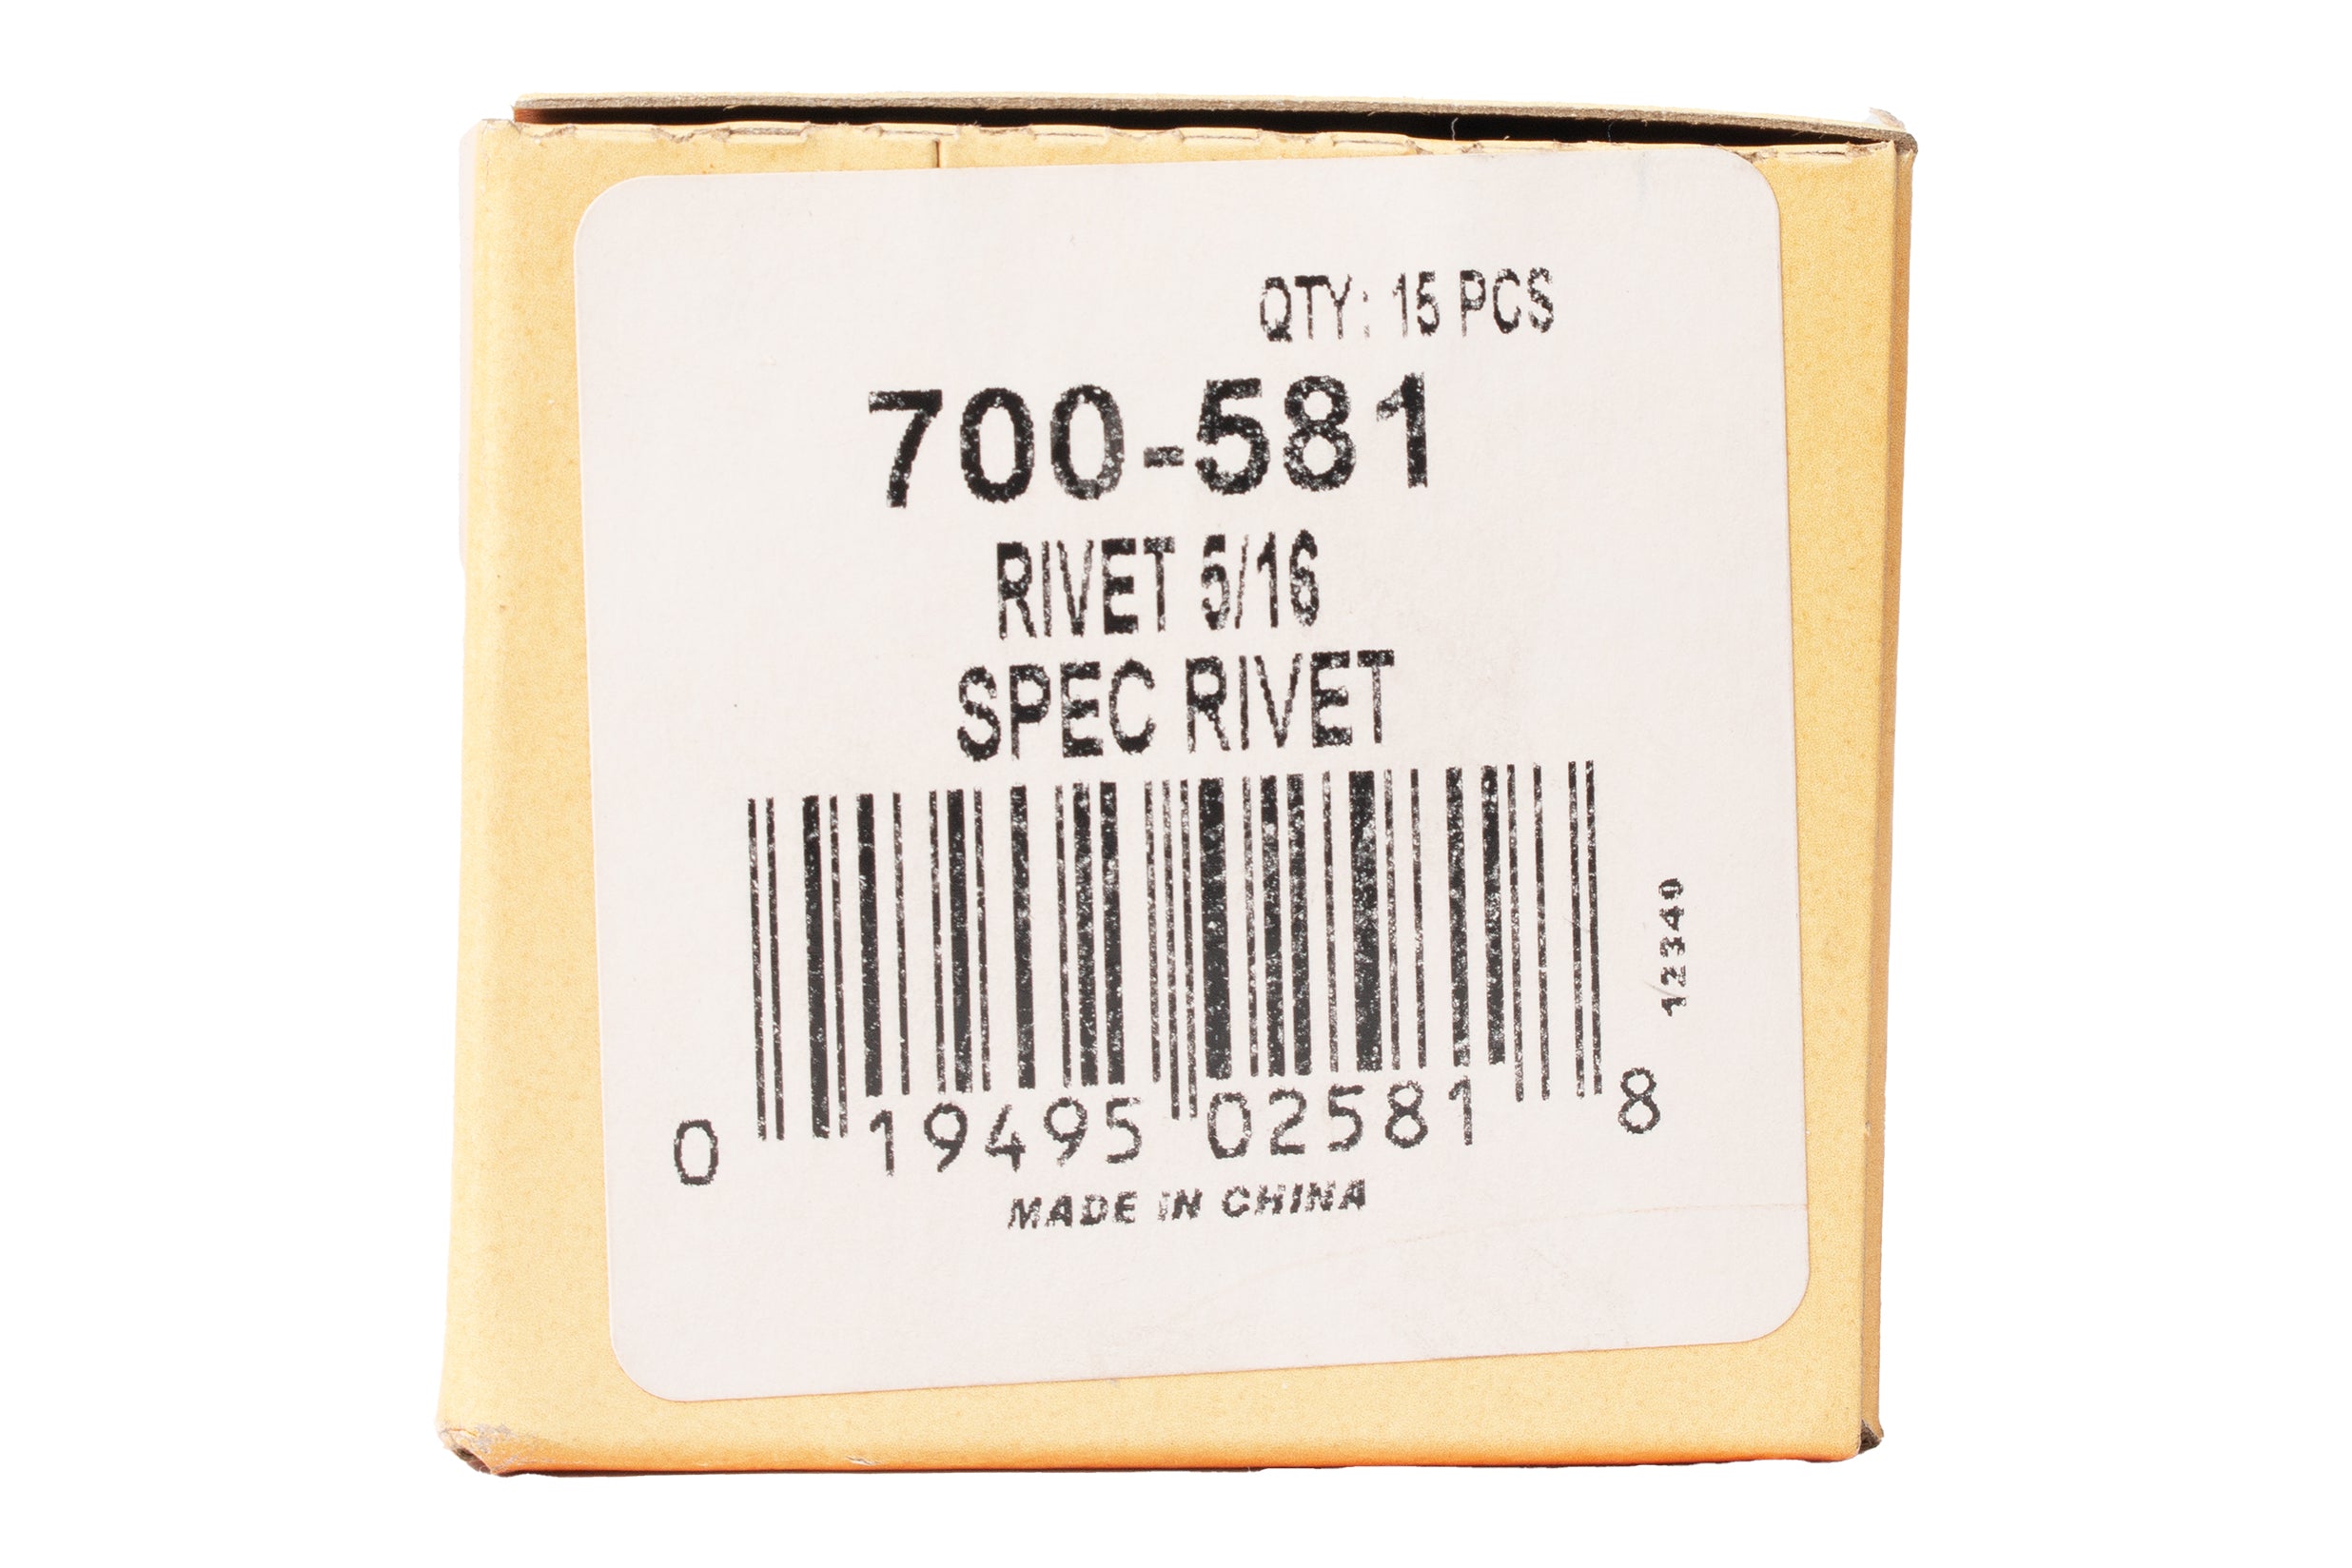 QTY: 15 PCS
700-581
RIVET 5/16
SPEC RIVET
0 19495 02581 8
12340
MADE IN CHINA